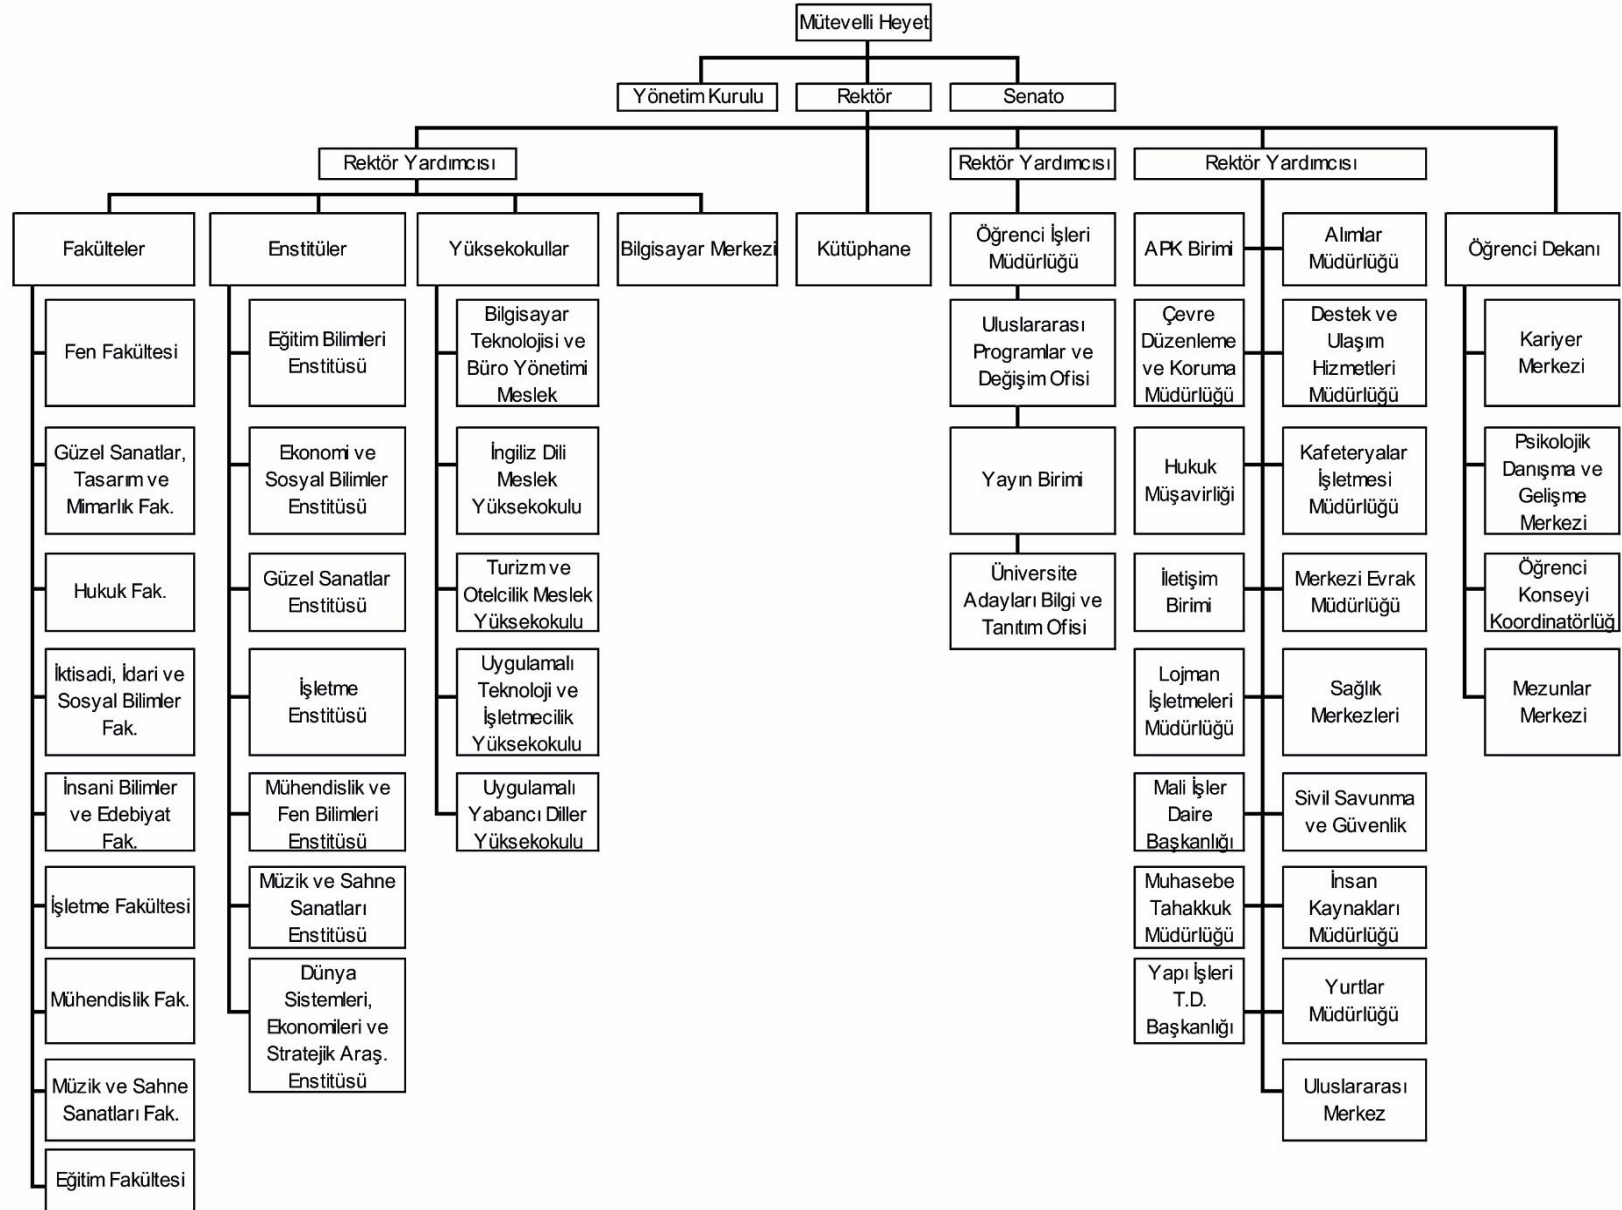 Mütevelli Heyet
Yönetim Kurulu
Rektör
Senato
Rektör Yardımcısı
Rektör Yardımcısı
Rektör Yardımcısı
Fakülteler
Enstitüler
Yüksekokullar
Bilgisayar Merkezi
Kütüphane
Öğrenci İşleri
Müdürlüğü
APK Birimi
Alımlar
Müdürlüğü
Öğrenci Dekanı
Fen Fakültesi
Güzel Sanatlar,
Tasarım ve
Mimarlık Fak.
Hukuk Fak.
İktisadi, İdari ve
Sosyal Bilimler
Fak.
İnsani Bilimler
ve Edebiyat
Fak.
İşletme Fakültesi
Mühendislik Fak.
Müzik ve Sahne
Sanatları Fak.
Eğitim Fakültesi
Eğitim Bilimleri
Enstitüsü
Ekonomi ve
Sosyal Bilimler
Enstitüsü
Güzel Sanatlar
Enstitüsü
İşletme
Enstitüsü
Mühendislik ve
Fen Bilimleri
Enstitüsü
Müzik ve Sahne
Sanatları
Enstitüsü
Dünya
Sistemleri,
Ekonomileri ve
Stratejik Araş.
Enstitüsü
Bilgisayar
Teknolojisi ve
Büro Yönetimi
Meslek
İngiliz Dili
Meslek
Yüksekokulu
Turizm ve
Otelcilik Meslek
Yüksekokulu
Uygulamalı
Teknoloji ve
İşletmecilik
Yüksekokulu
Uygulamalı
Yabancı Diller
Yüksekokulu
Uluslararası
Programlar ve
Değişim Ofisi
Yayın Birimi
Üniversite
Adayları Bilgi ve
Tanıtım Ofisi
Çevre
Düzenleme
ve Koruma
Müdürlüğü
Hukuk
Müşavirliği
İletişim
Birimi
Lojman
İşletmeleri
Müdürlüğü
Mali İşler
Daire
Başkanlığı
Muhasebe
Tahakkuk
Müdürlüğü
Yapı İşleri
T.D.
Başkanlığı
Destek ve
Ulaşım
Hizmetleri
Müdürlüğü
Kafeteryalar
İşletmesi
Müdürlüğü
Merkezi Evrak
Müdürlüğü
Sağlık
Merkezleri
Sivil Savunma
ve Güvenlik
İnsan
Kaynakları
Müdürlüğü
Yurtlar
Müdürlüğü
Uluslararası
Merkez
Kariyer
Merkezi
Psikolojik
Danışma ve
Gelişme
Merkezi
Öğrenci
Konseyi
Koordinatörlüğ
Mezunlar
Merkezi